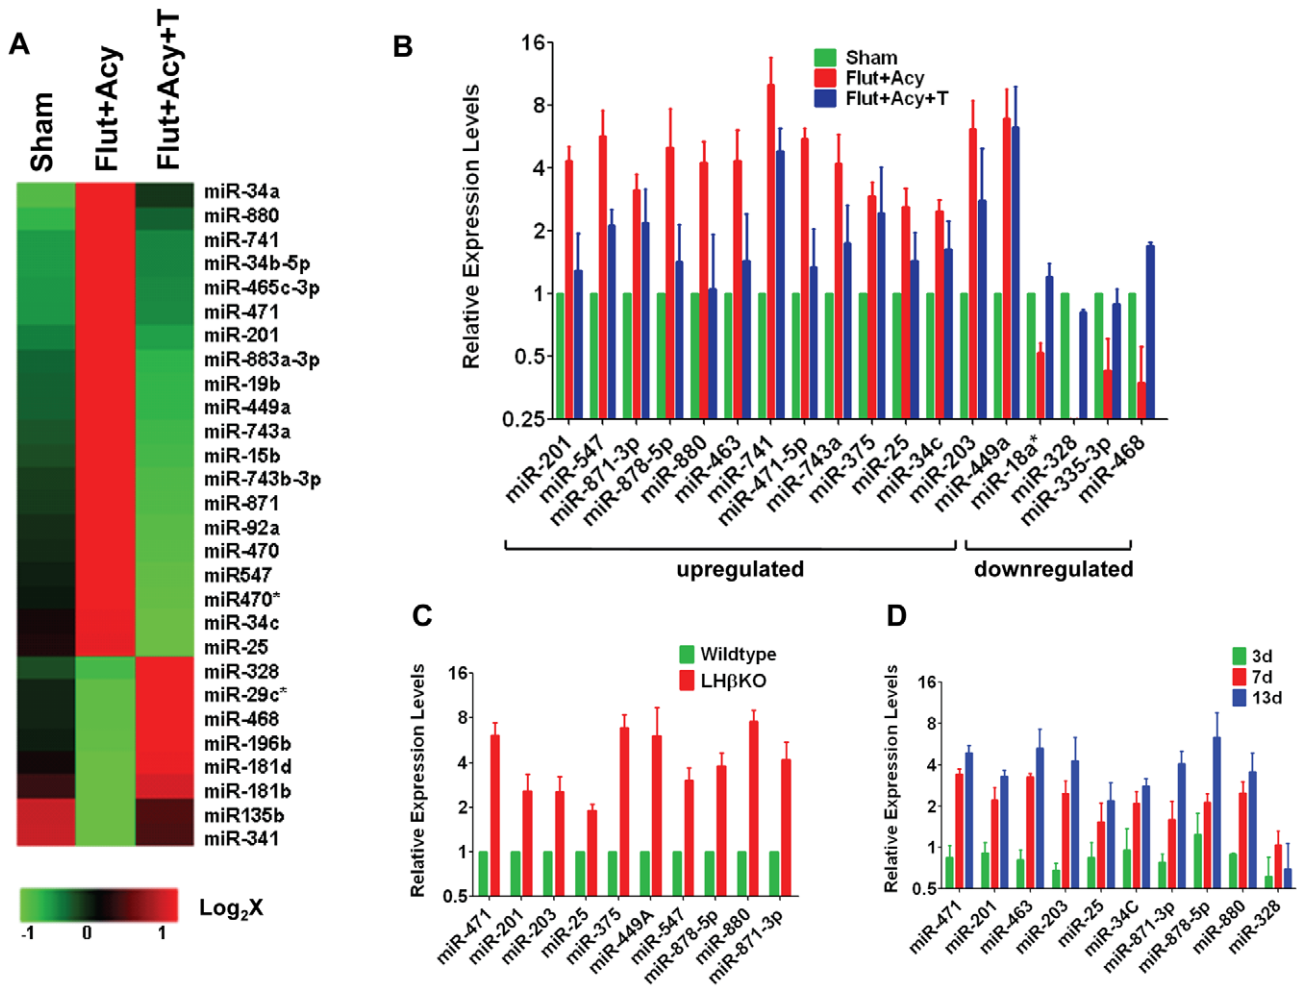 A
Sham
Flut+Acy
Flut+Acy+T
miR-34a
miR-880
miR-741
miR-34b-5p
miR-465c-3p
miR-471
miR-201
miR-883a-3p
miR-19b
miR-449a
miR-743a
miR-15b
miR-743b-3p
miR-871
miR-92a
miR-470
miR547
miR470*
miR-34c
miR-25
miR-328
miR-29c*
miR-468
miR-196b
miR-181d
miR-181b
miR135b
miR-341
-1 0 1
Log2X
B
Relative Expression Levels
16
8
4
2
1
0.5
0.25
Sham
Flut+Acy
Flut+Acy+T
miR-201
miR-547
miR-871-3p
miR-878-5p
miR-880
miR-463
miR-741
miR-471-5p
miR-743a
miR-375
miR-25
miR-34c
miR-203
miR-449a
miR-18a*
miR-328
miR-335-3p
miR-468
upregulated
downregulated
C
Relative Expression Levels
16
8
4
2
1
0.5
Wildtype
LHβKO
miR-471
miR-201
miR-203
miR-25
miR-375
miR-449A
miR-547
miR-878-5p
miR-880
miR-871-3p
D
Relative Expression Levels
16
8
4
2
1
0.5
3d
7d
13d
miR-471
miR-201
miR-463
miR-203
miR-25
miR-34C
miR-871-3p
miR-878-5p
miR-880
miR-328